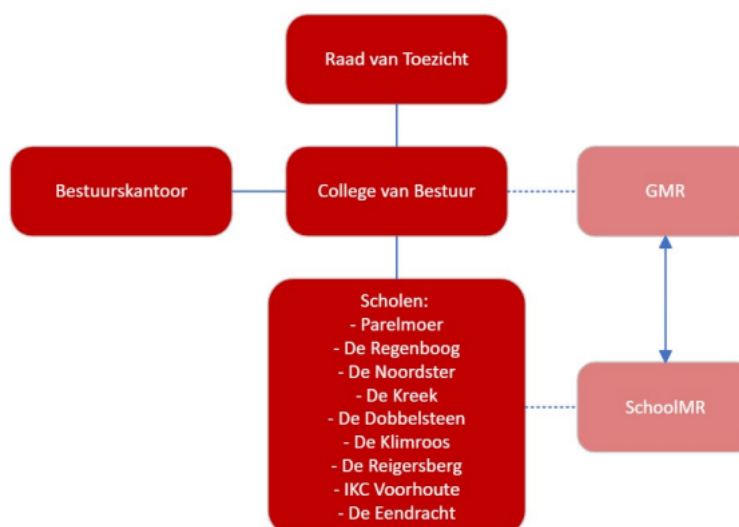 Raad van Toezicht
Bestuurskantoor
College van Bestuur
GMR
Scholen:
- Parelmoer
- De Regenboog
- De Noordster
- De Kreek
- De Dobbelsteen
- De Klimroos
- De Reigersberg
- IKC Voorhoute
- De Eendracht
SchoolMR